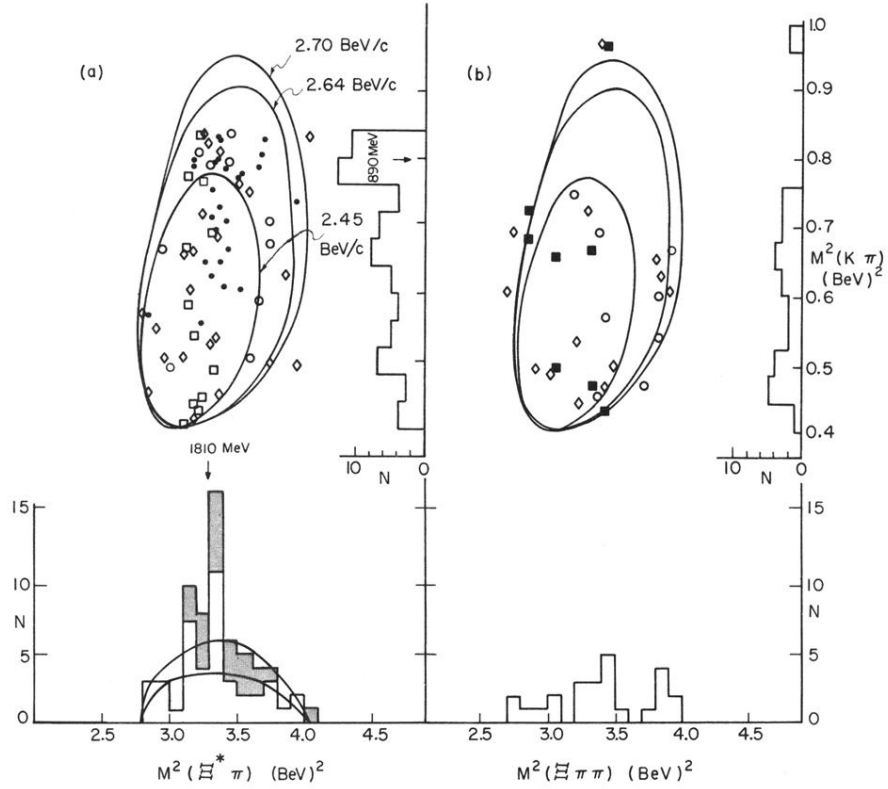 (a)
2.70 BeV/c
2.64 BeV/c
2.45
BeV/c
890 MeV
10
0
N
(b)
1.0
0.9
0.8
0.7
M² (K π)
(BeV)²
0.6
0.5
0.4
10
0
N
1810 MeV
15
10
N
5
0
2.5
3.0
3.5
4.0
4.5
M² (Ξ* π) (BeV)²
15
10
N
5
0
2.5
3.0
3.5
4.0
4.5
M² (Ξ π π) (BeV)²